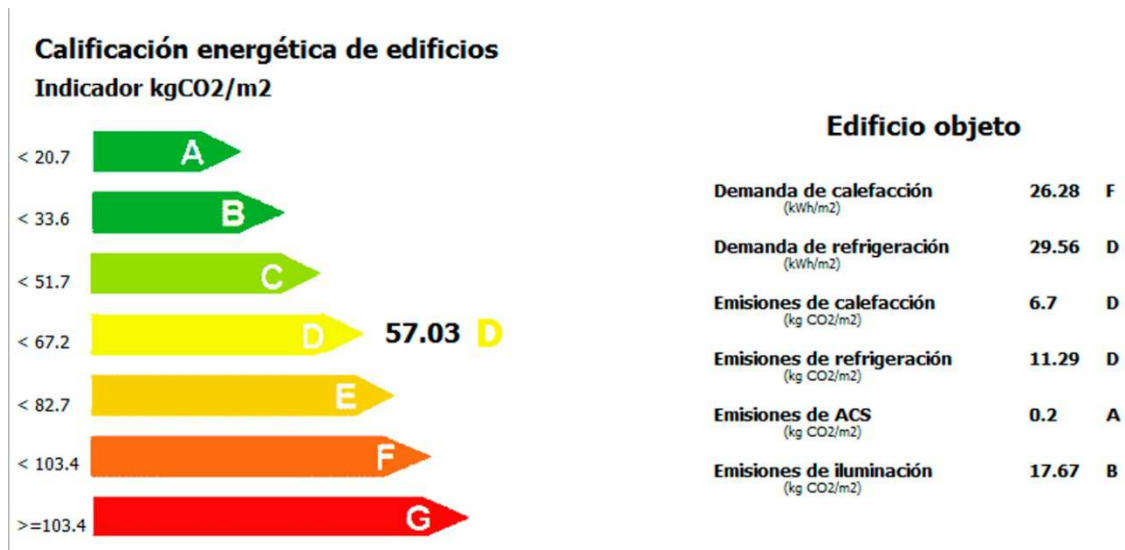 Calificación energética de edificios
Indicador kgCO2/m2
< 20.7 A
< 33.6 B
< 51.7 C
< 67.2 D 57.03 D
< 82.7 E
< 103.4 F
>=103.4 G
Edificio objeto
Demanda de calefacción 26.28 F
(kWh/m2)
Demanda de refrigeración 29.56 D
(kWh/m2)
Emisiones de calefacción 6.7 D
(kg CO2/m2)
Emisiones de refrigeración 11.29 D
(kg CO2/m2)
Emisiones de ACS 0.2 A
(kg CO2/m2)
Emisiones de iluminación 17.67 B
(kg CO2/m2)